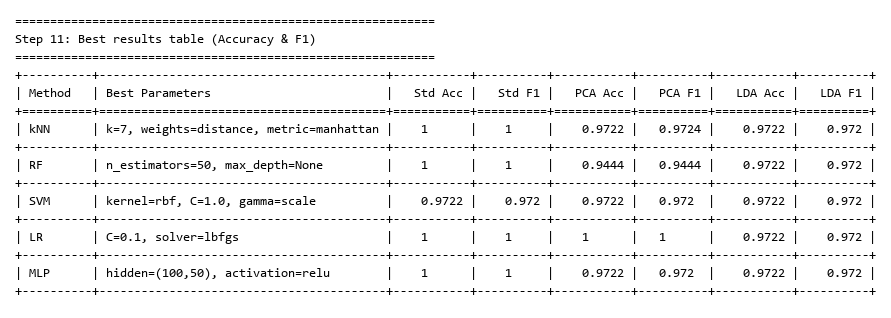 ============================================================
Step 11: Best results table (Accuracy & F1)
============================================================
+----------+-----------------------------------------+-----------+----------+-----------+----------+-----------+----------+
| Method   | Best Parameters                         |   Std Acc |   Std F1 |   PCA Acc |   PCA F1 |   LDA Acc |   LDA F1 |
+==========+=========================================+===========+==========+===========+==========+===========+==========+
| kNN      | k=7, weights=distance, metric=manhattan |    1      |    1     |    0.9722 |   0.9724 |    0.9722 |    0.972 |
+----------+-----------------------------------------+-----------+----------+-----------+----------+-----------+----------+
| RF       | n_estimators=50, max_depth=None         |    1      |    1     |    0.9444 |   0.9444 |    0.9722 |    0.972 |
+----------+-----------------------------------------+-----------+----------+-----------+----------+-----------+----------+
| SVM      | kernel=rbf, C=1.0, gamma=scale          |    0.9722 |    0.972 |    0.9722 |   0.972  |    0.9722 |    0.972 |
+----------+-----------------------------------------+-----------+----------+-----------+----------+-----------+----------+
| LR       | C=0.1, solver=lbfgs                     |    1      |    1     |    1      |   1      |    0.9722 |    0.972 |
+----------+-----------------------------------------+-----------+----------+-----------+----------+-----------+----------+
| MLP      | hidden=(100,50), activation=relu        |    1      |    1     |    0.9722 |   0.972  |    0.9722 |    0.972 |
+----------+-----------------------------------------+-----------+----------+-----------+----------+-----------+----------+